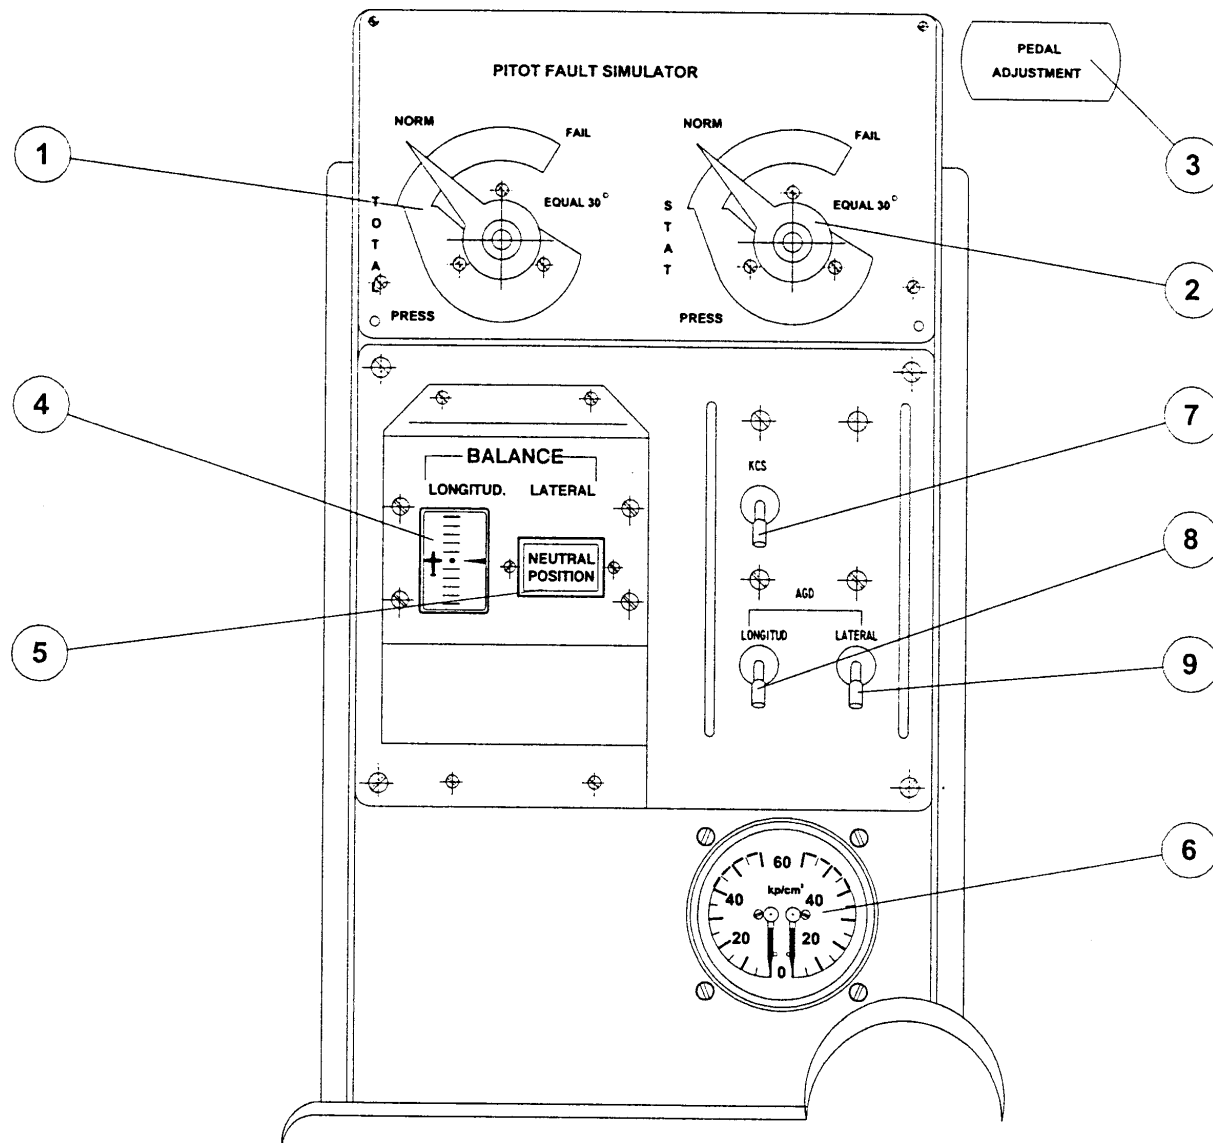 PEDAL
ADJUSTMENT
PITOT FAULT SIMULATOR
NORM
FAIL
NORM
FAIL
1
3
TOTAL
EQUAL 30°
STAT
EQUAL 30°
2
PRESS
PRESS
4
7
BALANCE
LONGITUD. LATERAL
KCS
NEUTRAL
POSITION
8
AGD
5
LONGITUD LATERAL
9
60
kp/cm²
40 40
20 20
0
6